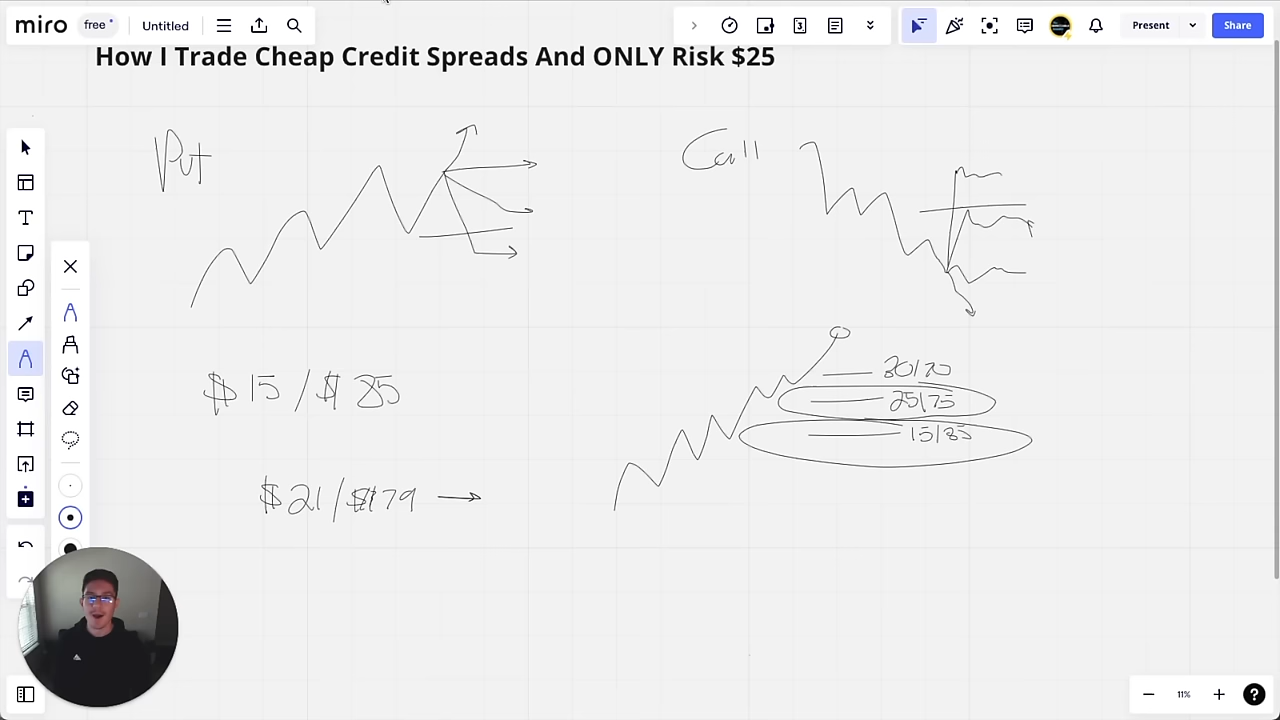 miro
free
Untitled
Present
Share
How I Trade Cheap Credit Spreads And ONLY Risk $25
Put
Call
30/70
$15/$85
25/75
15/85
$21/$179
11%